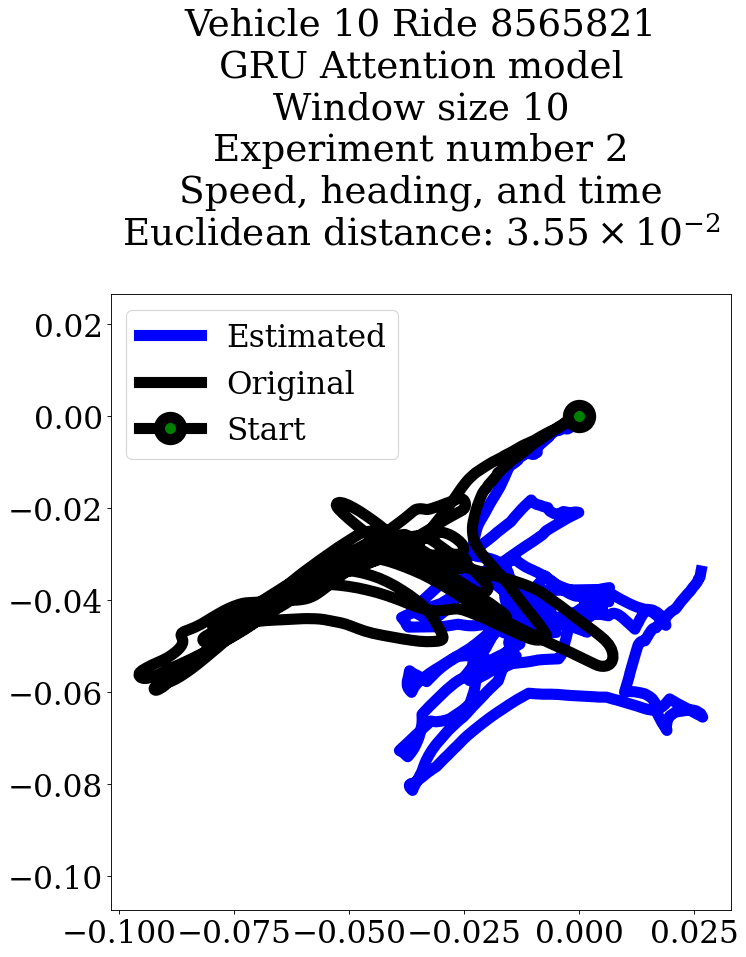 Vehicle 10 Ride 8565821
GRU Attention model
Window size 10
Experiment number 2
Speed, heading, and time
Euclidean distance: 3.55 × 10⁻²
Estimated
Original
Start
0.02
0.00
−0.02
−0.04
−0.06
−0.08
−0.10
−0.100 −0.075 −0.050 −0.025 0.000 0.025